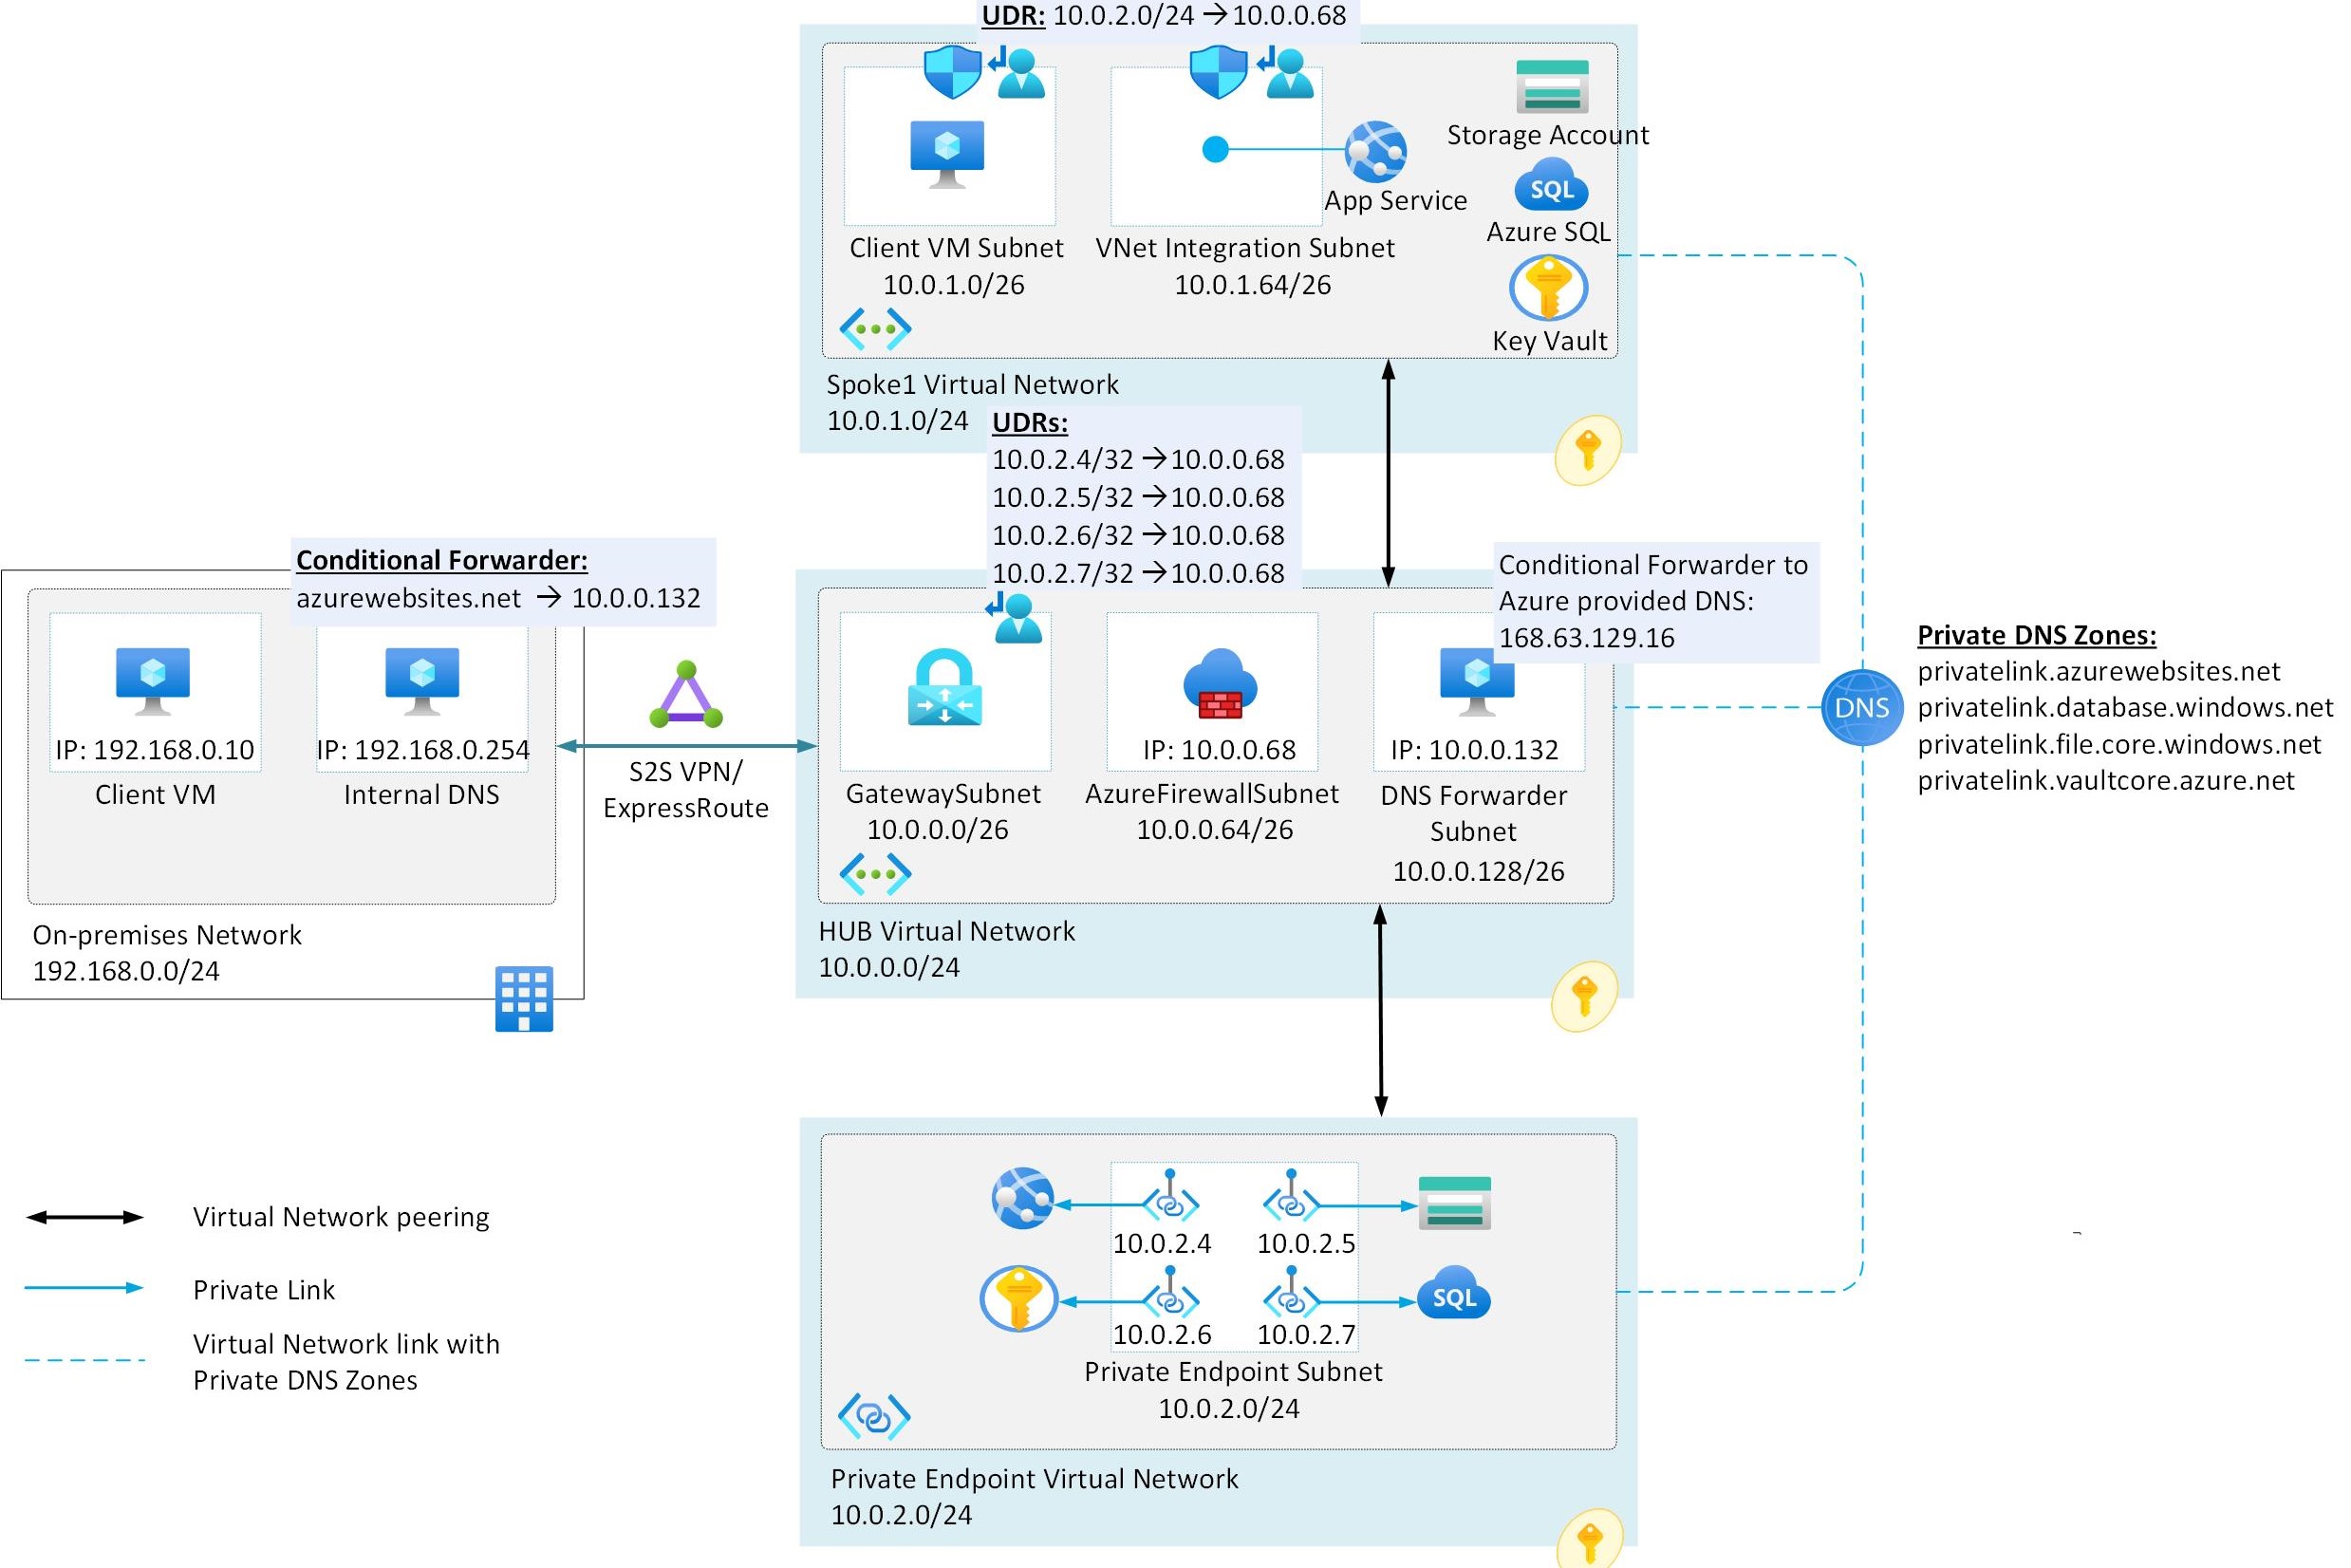 UDR: 10.0.2.0/24 →10.0.0.68
Storage Account
App Service
SQL
Azure SQL
Client VM Subnet
10.0.1.0/26
VNet Integration Subnet
10.0.1.64/26
Key Vault
Spoke1 Virtual Network
10.0.1.0/24
UDRs:
10.0.2.4/32 →10.0.0.68
10.0.2.5/32 →10.0.0.68
10.0.2.6/32 →10.0.0.68
10.0.2.7/32 →10.0.0.68
Conditional Forwarder:
azurewebsites.net → 10.0.0.132
Conditional Forwarder to
Azure provided DNS:
168.63.129.16
IP: 192.168.0.10
Client VM
IP: 192.168.0.254
Internal DNS
On-premises Network
192.168.0.0/24
S2S VPN/
ExpressRoute
GatewaySubnet
10.0.0.0/26
IP: 10.0.0.68
AzureFirewallSubnet
10.0.0.64/26
IP: 10.0.0.132
DNS Forwarder
Subnet
10.0.0.128/26
HUB Virtual Network
10.0.0.0/24
DNS
Private DNS Zones:
privatelink.azurewebsites.net
privatelink.database.windows.net
privatelink.file.core.windows.net
privatelink.vaultcore.azure.net
10.0.2.4
10.0.2.5
10.0.2.6
10.0.2.7
SQL
Private Endpoint Subnet
10.0.2.0/24
Private Endpoint Virtual Network
10.0.2.0/24
Virtual Network peering
Private Link
Virtual Network link with
Private DNS Zones